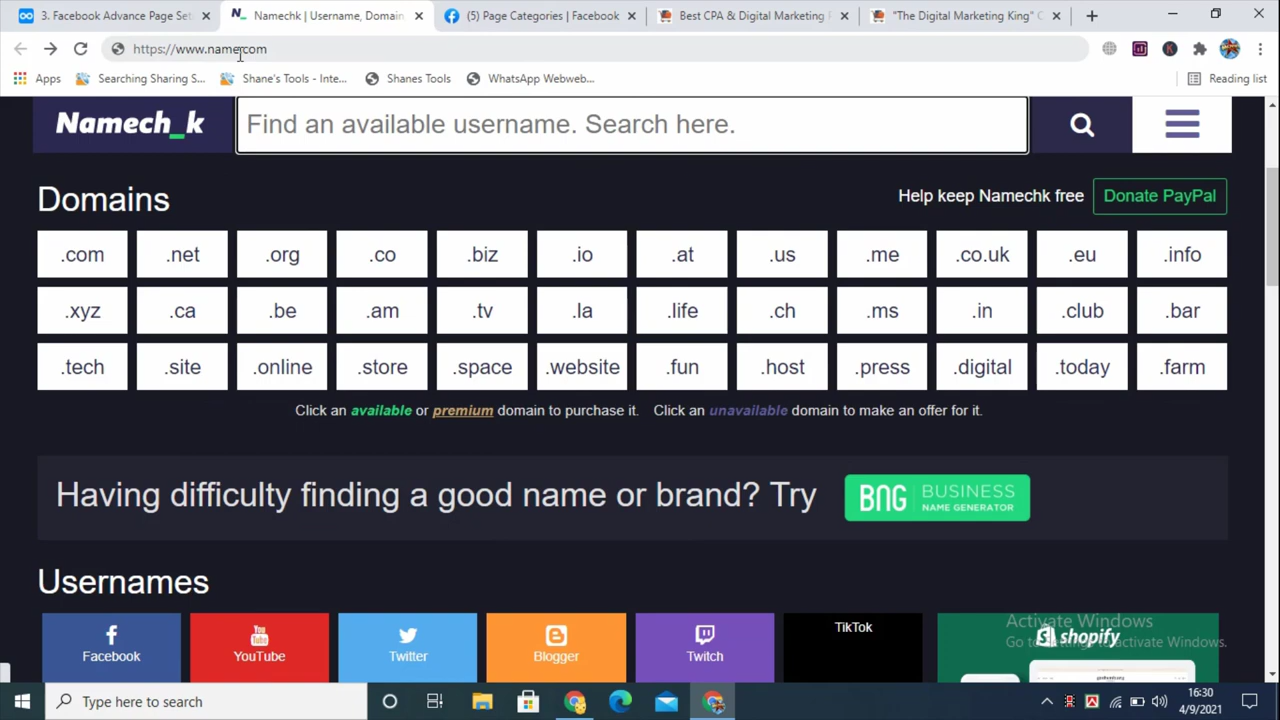 3. Facebook Advance Page Set
Namechk | Username, Domain
(5) Page Categories | Facebook
Best CPA & Digital Marketing
"The Digital Marketing King"
https://www.name.com
Apps
Searching Sharing S...
Shane's Tools - Inte...
Shanes Tools
WhatsApp Webweb...
Reading list
Namech_k
Find an available username. Search here.
Domains
Help keep Namechk free
Donate PayPal
.com .net .org .co .biz .io .at .us .me .co.uk .eu .info
.xyz .ca .be .am .tv .la .life .ch .ms .in .club .bar
.tech .site .online .store .space .website .fun .host .press .digital .today .farm
Click an available or premium domain to purchase it. Click an unavailable domain to make an offer for it.
Having difficulty finding a good name or brand? Try
BNG BUSINESS
NAME GENERATOR
Usernames
Facebook
YouTube
Twitter
Blogger
Twitch
TikTok
shopify
Activate Windows
Go to Settings to activate Windows.
Type here to search
16:30
4/9/2021